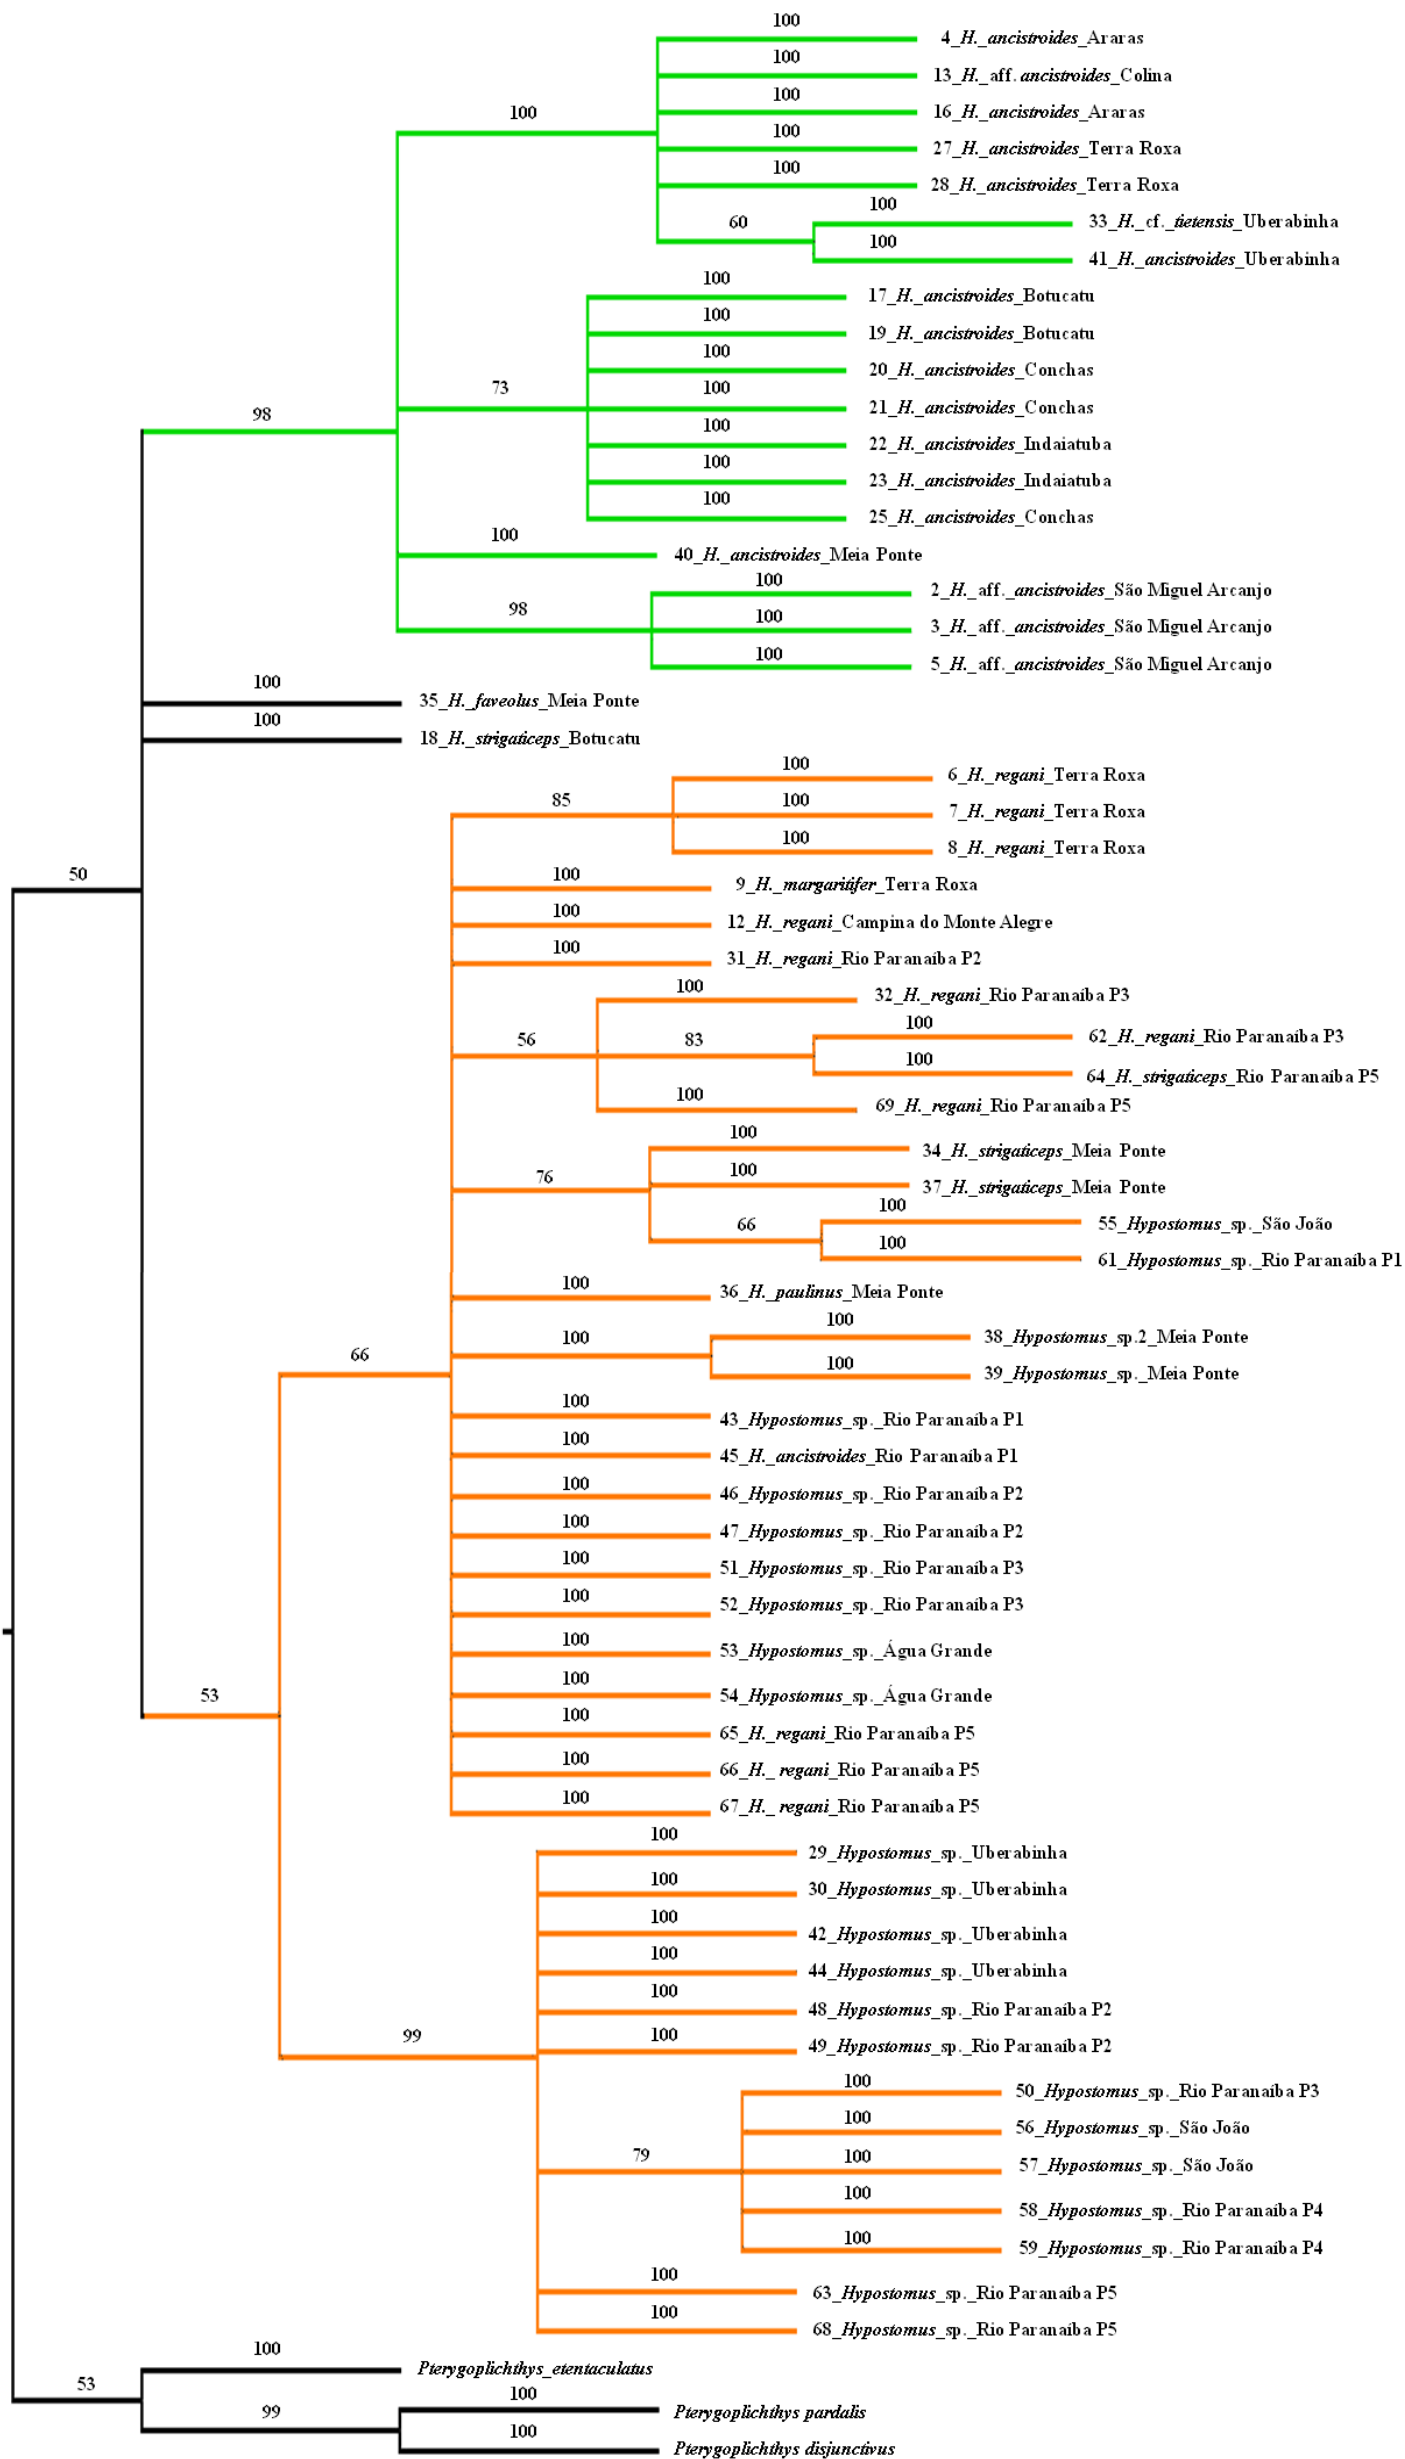 100
4_H._ancistroides_Araras
100
13_H._aff. ancistroides_Colina
100
100
16_H._ancistroides_Araras
100
27_H._ancistroides_Terra Roxa
100
28_H._ancistroides_Terra Roxa
100
60
33_H._cf._tietensis_Uberabinha
100
41_H._ancistroides_Uberabinha
100
17_H._ancistroides_Botucatu
100
19_H._ancistroides_Botucatu
100
20_H._ancistroides_Conchas
73
100
21_H._ancistroides_Conchas
98
100
22_H._ancistroides_Indaiatuba
100
23_H._ancistroides_Indaiatuba
100
25_H._ancistroides_Conchas
100
40_H._ancistroides_Meia Ponte
100
2_H._aff._ancistroides_São Miguel Arcanjo
98
100
3_H._aff._ancistroides_São Miguel Arcanjo
100
5_H._aff._ancistroides_São Miguel Arcanjo
100
35_H._faveolus_Meia Ponte
100
18_H._strigaticeps_Botucatu
100
6_H._regani_Terra Roxa
85
100
7_H._regani_Terra Roxa
100
8_H._regani_Terra Roxa
50
100
9_H._margaritifer_Terra Roxa
100
12_H._regani_Campina do Monte Alegre
100
31_H._regani_Rio Paranaíba P2
100
32_H._regani_Rio Paranaíba P3
56
83
100
62_H._regani_Rio Paranaíba P3
100
64_H._strigaticeps_Rio Paranaíba P5
100
69_H._regani_Rio Paranaíba P5
100
34_H._strigaticeps_Meia Ponte
76
100
37_H._strigaticeps_Meia Ponte
66
100
55_Hypostomus_sp._São João
100
61_Hypostomus_sp._Rio Paranaíba P1
100
36_H._paulinus_Meia Ponte
100
100
38_Hypostomus_sp.2_Meia Ponte
66
100
39_Hypostomus_sp._Meia Ponte
100
43_Hypostomus_sp._Rio Paranaíba P1
100
45_H._ancistroides_Rio Paranaíba P1
100
46_Hypostomus_sp._Rio Paranaíba P2
100
47_Hypostomus_sp._Rio Paranaíba P2
100
51_Hypostomus_sp._Rio Paranaíba P3
100
52_Hypostomus_sp._Rio Paranaíba P3
100
53_Hypostomus_sp._Água Grande
53
100
54_Hypostomus_sp._Água Grande
100
65_H._regani_Rio Paranaíba P5
100
66_H._ regani_Rio Paranaíba P5
100
67_H._ regani_Rio Paranaíba P5
100
29_Hypostomus_sp._Uberabinha
100
30_Hypostomus_sp._Uberabinha
100
42_Hypostomus_sp._Uberabinha
100
44_Hypostomus_sp._Uberabinha
100
48_Hypostomus_sp._Rio Paranaíba P2
99
100
49_Hypostomus_sp._Rio Paranaíba P2
100
50_Hypostomus_sp._Rio Paranaíba P3
100
56_Hypostomus_sp._São João
79
100
57_Hypostomus_sp._São João
100
58_Hypostomus_sp._Rio Paranaíba P4
100
59_Hypostomus_sp._Rio Paranaíba P4
100
63_Hypostomus_sp._Rio Paranaíba P5
100
68_Hypostomus_sp._Rio Paranaíba P5
53
100
Pterygoplichthys_etentaculatus
99
100
Pterygoplichthys pardalis
100
Pterygoplichthys disjunctivus